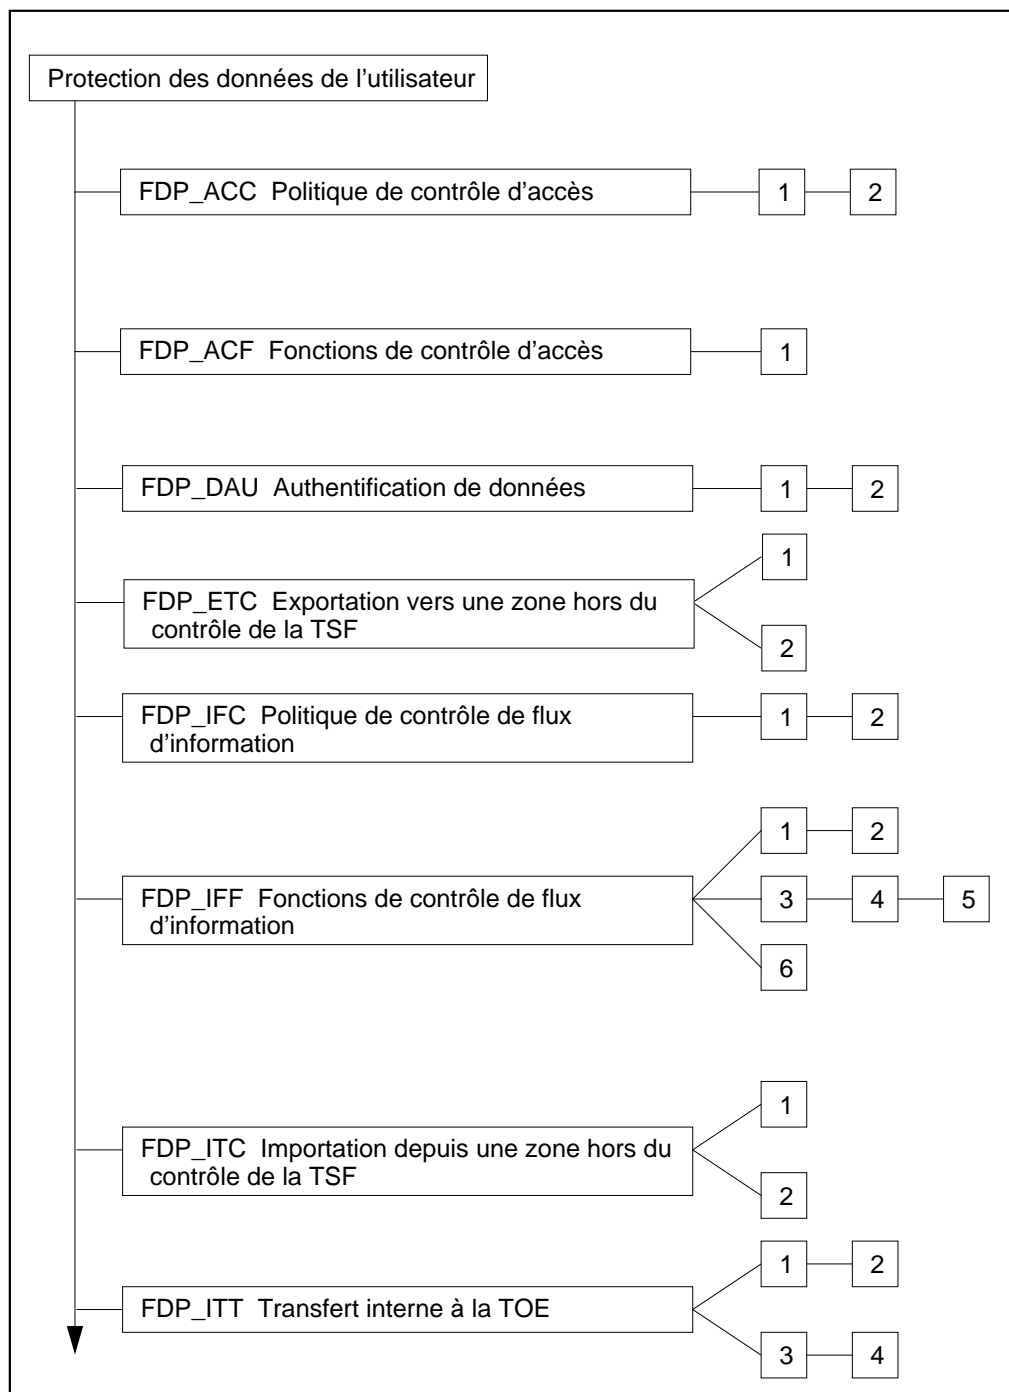 Protection des données de l'utilisateur
FDP_ACC Politique de contrôle d'accès 1 2
FDP_ACF Fonctions de contrôle d'accès 1
FDP_DAU Authentification de données 1 2
FDP_ETC Exportation vers une zone hors du
contrôle de la TSF
1
2
FDP_IFC Politique de contrôle de flux
d'information
1 2
FDP_IFF Fonctions de contrôle de flux
d'information
1 2
3 4 5
6
FDP_ITC Importation depuis une zone hors du
contrôle de la TSF
1
2
FDP_ITT Transfert interne à la TOE
1 2
3 4